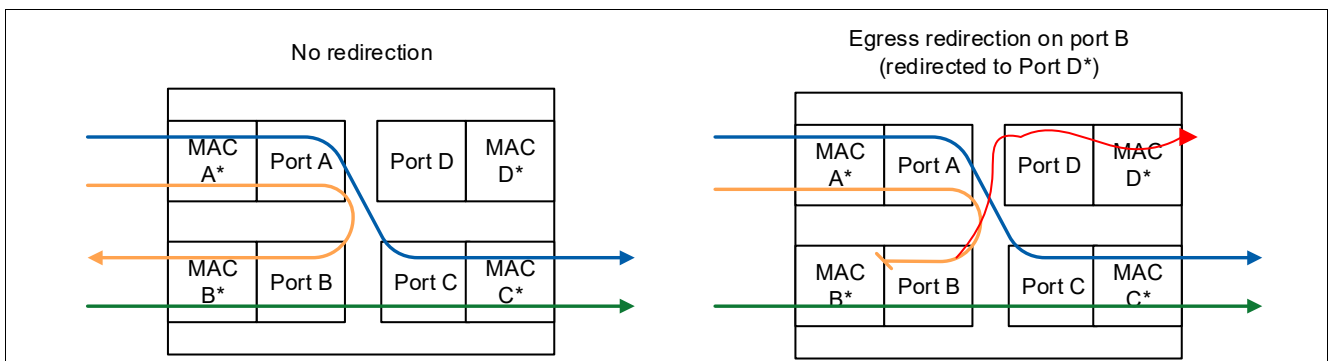 No redirection
MAC
A*
Port A
Port D
MAC
D*
MAC
B*
Port B
Port C
MAC
C*
Egress redirection on port B
(redirected to Port D*)
MAC
A*
Port A
Port D
MAC
D*
MAC
B*
Port B
Port C
MAC
C*